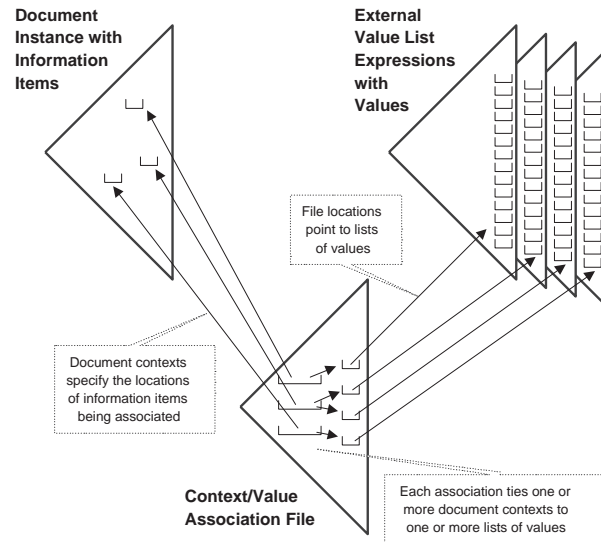 Document
Instance with
Information
Items
External
Value List
Expressions
with
Values
File locations
point to lists
of values
Document contexts
specify the locations
of information items
being associated
Context/Value
Association File
Each association ties one or
more document contexts to
one or more lists of values